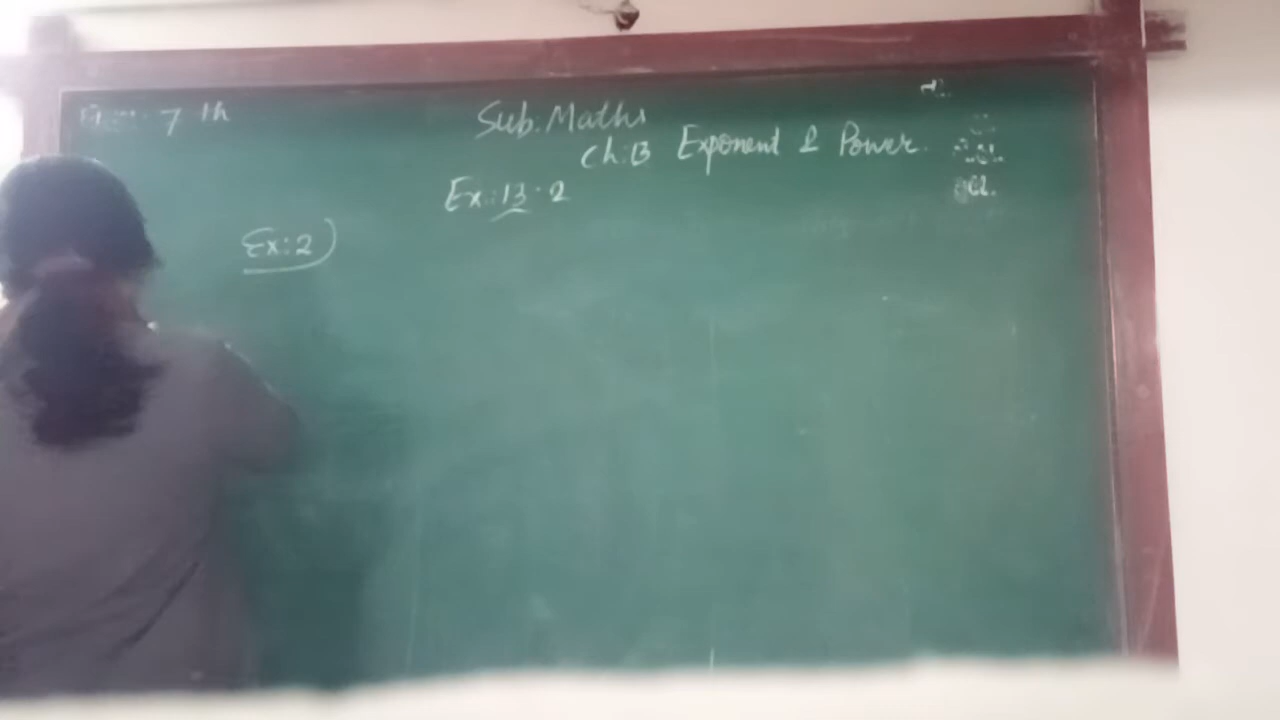 7 th
Sub: Maths
Ch: 13 Exponent & Power.
Ex: 13.2
Ex: 2)